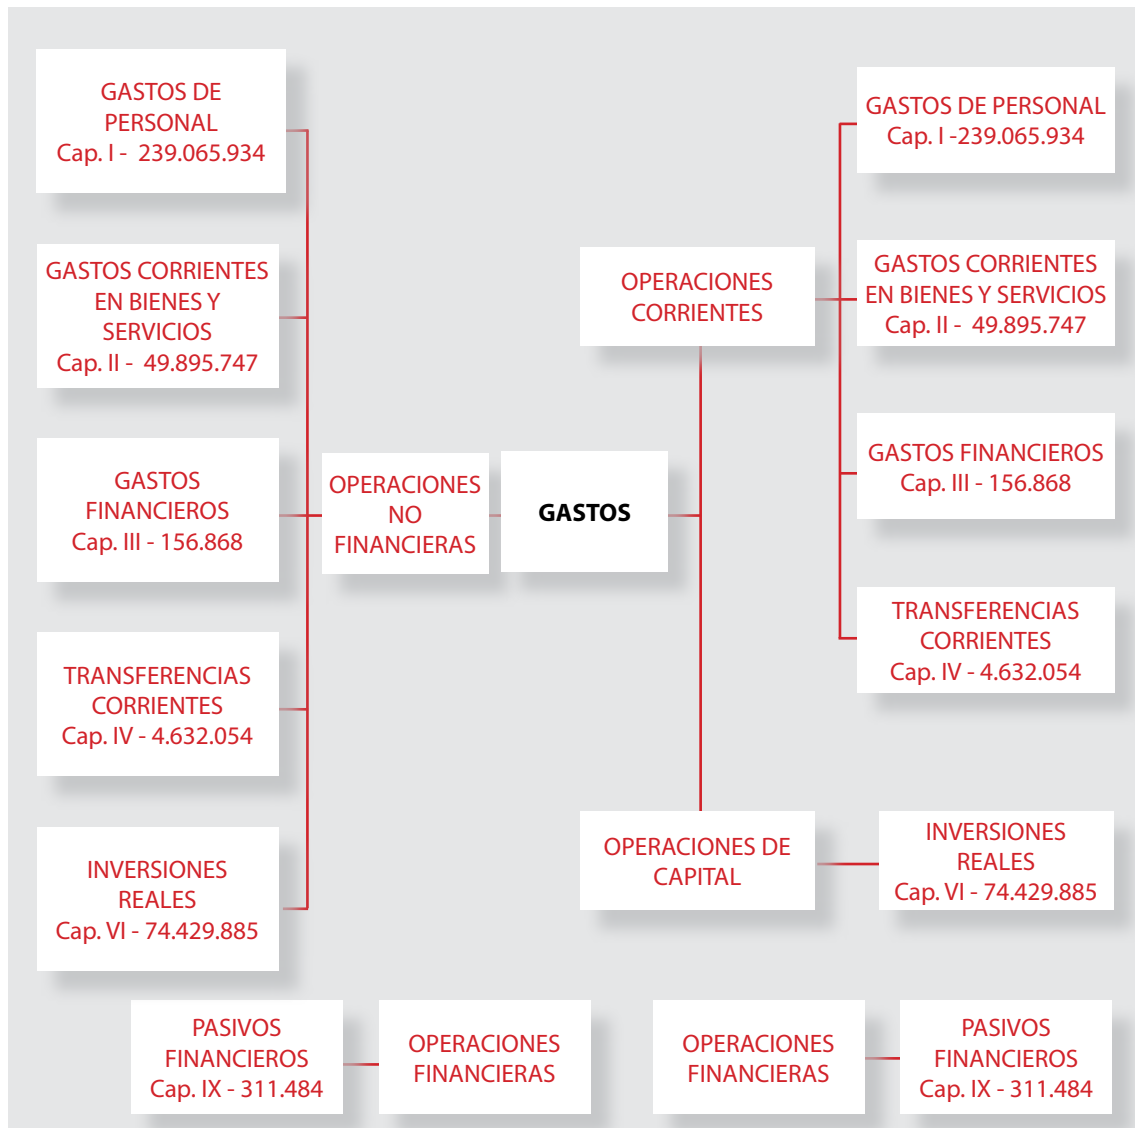 GASTOS DE
PERSONAL
Cap. I - 239.065.934
GASTOS CORRIENTES
EN BIENES Y
SERVICIOS
Cap. II - 49.895.747
GASTOS
FINANCIEROS
Cap. III - 156.868
TRANSFERENCIAS
CORRIENTES
Cap. IV - 4.632.054
INVERSIONES
REALES
Cap. VI - 74.429.885
OPERACIONES
NO
FINANCIERAS
GASTOS
OPERACIONES
CORRIENTES
GASTOS DE PERSONAL
Cap. I -239.065.934
GASTOS CORRIENTES
EN BIENES Y SERVICIOS
Cap. II - 49.895.747
GASTOS FINANCIEROS
Cap. III - 156.868
TRANSFERENCIAS
CORRIENTES
Cap. IV - 4.632.054
OPERACIONES DE
CAPITAL
INVERSIONES
REALES
Cap. VI - 74.429.885
PASIVOS
FINANCIEROS
Cap. IX - 311.484
OPERACIONES
FINANCIERAS
OPERACIONES
FINANCIERAS
PASIVOS
FINANCIEROS
Cap. IX - 311.484